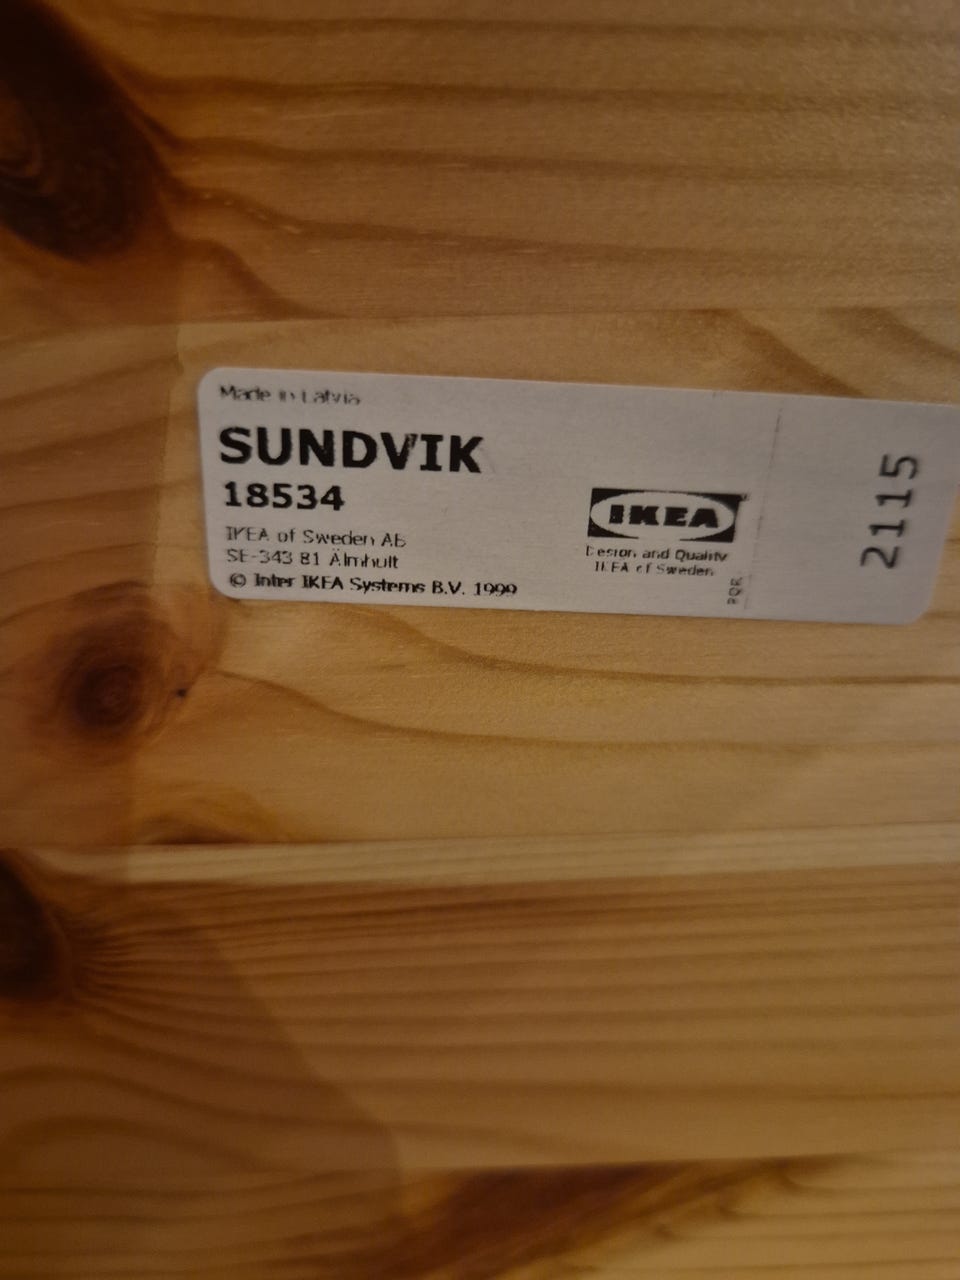 Made in Latvia
SUNDVIK
18534
IKEA of Sweden AB
SE-343 81 Älmhult
© Inter IKEA Systems B.V. 1999
IKEA
Design and Quality
IKEA of Sweden
2115